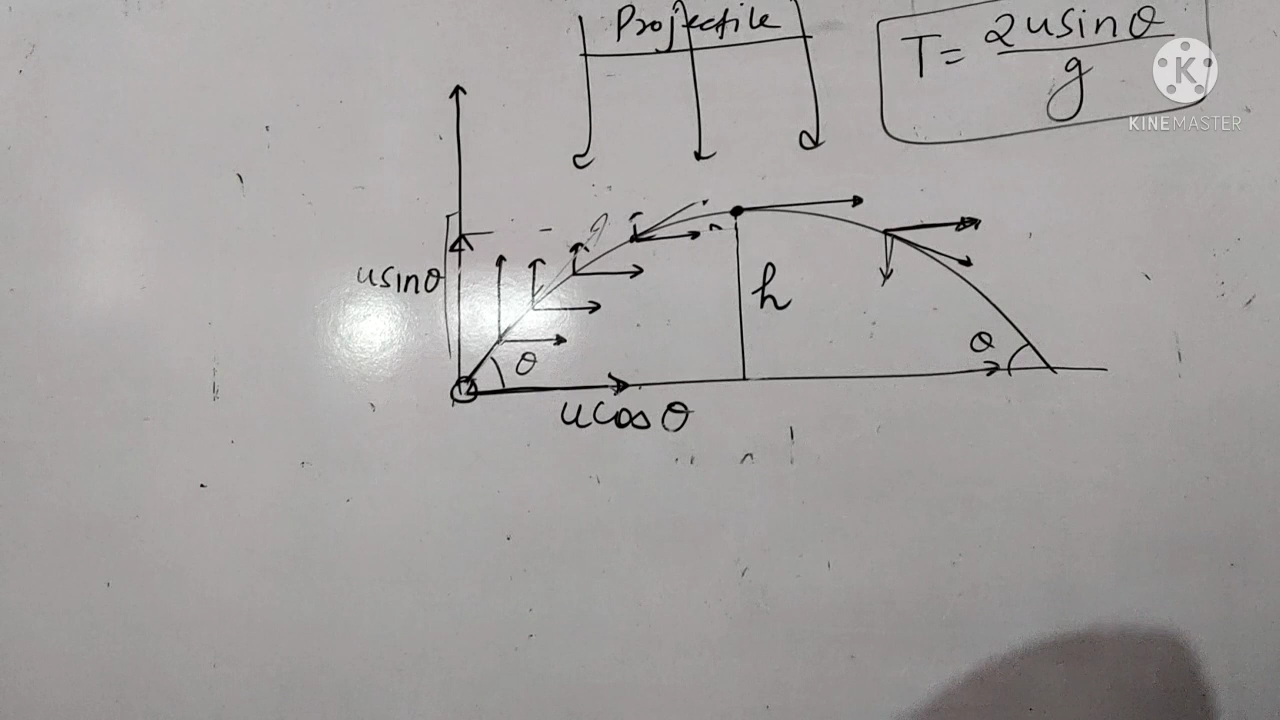 Projectile
T = 2usinθ
g
K
KINEMASTER
usinθ
h
θ
θ
ucosθ